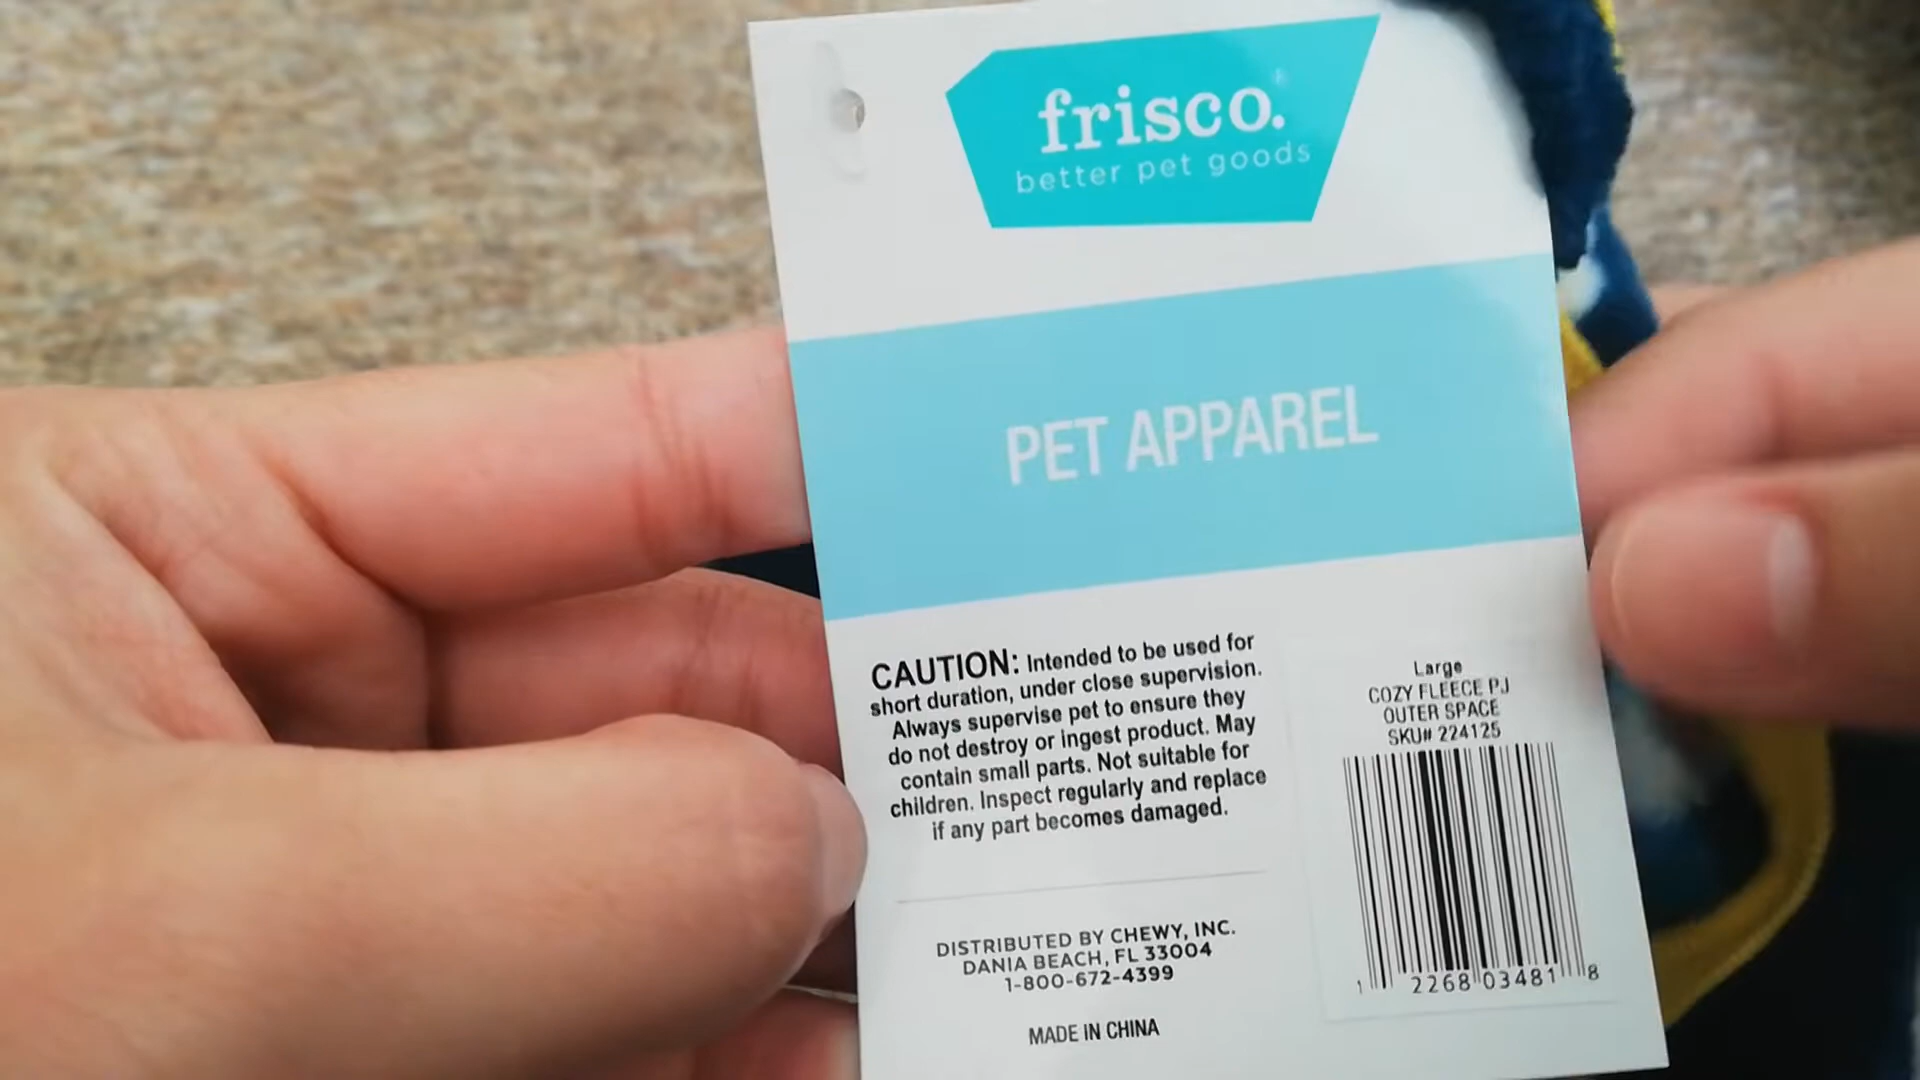 frisco.®
better pet goods
PET APPAREL
CAUTION: Intended to be used for
short duration, under close supervision.
Always supervise pet to ensure they
do not destroy or ingest product. May
contain small parts. Not suitable for
children. Inspect regularly and replace
if any part becomes damaged.
DISTRIBUTED BY CHEWY, INC.
DANIA BEACH, FL 33004
1-800-672-4399
MADE IN CHINA
Large
COZY FLEECE PJ
OUTER SPACE
SKU# 224125
1 2268 03481 8